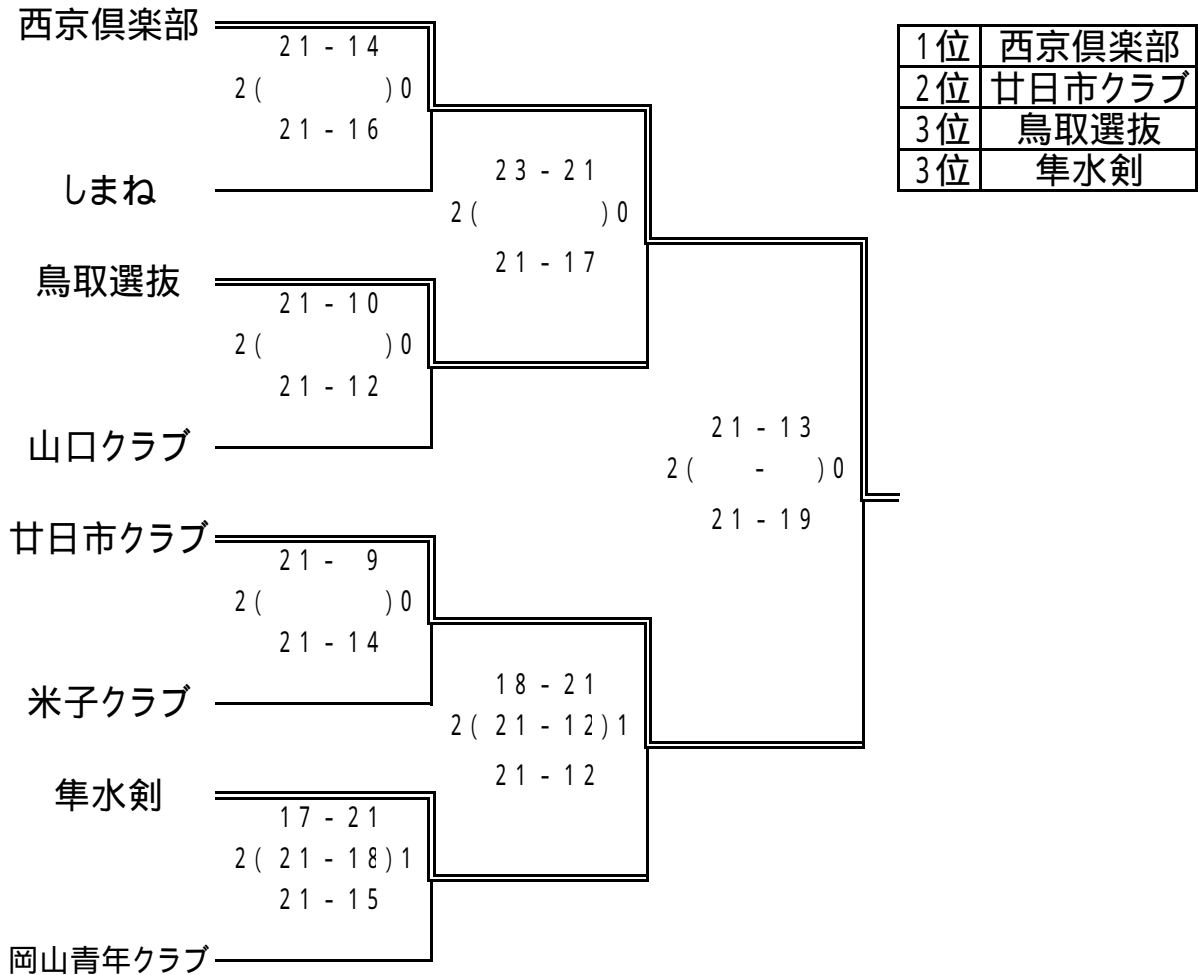 西京倶楽部
21 - 14
2( )0
21 - 16
しまね
鳥取選抜
21 - 10
2( )0
21 - 12
山口クラブ
廿日市クラブ
21 - 9
2( )0
21 - 14
米子クラブ
隼水剣
17 - 21
2( 21 - 18)1
21 - 15
岡山青年クラブ
23 - 21
2( )0
21 - 17
18 - 21
2( 21 - 12)1
21 - 12
21 - 13
2( - )0
21 - 19
1位 西京倶楽部
2位 廿日市クラブ
3位 鳥取選抜
3位 隼水剣